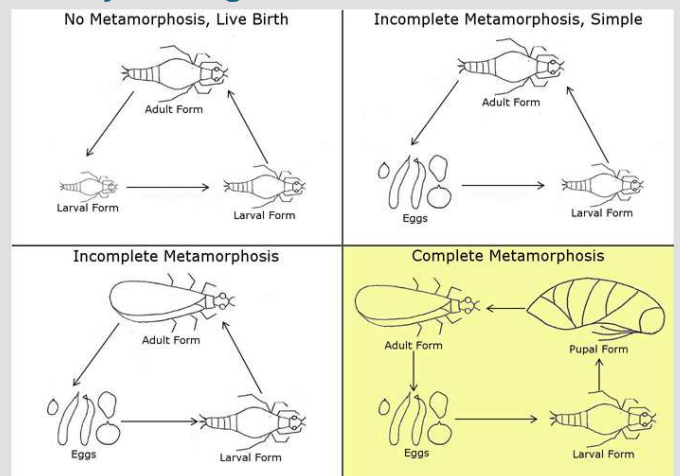 No Metamorphosis, Live Birth
Adult Form
Larval Form
Larval Form
Incomplete Metamorphosis, Simple
Adult Form
Eggs
Larval Form
Incomplete Metamorphosis
Adult Form
Eggs
Larval Form
Complete Metamorphosis
Adult Form
Pupal Form
Eggs
Larval Form